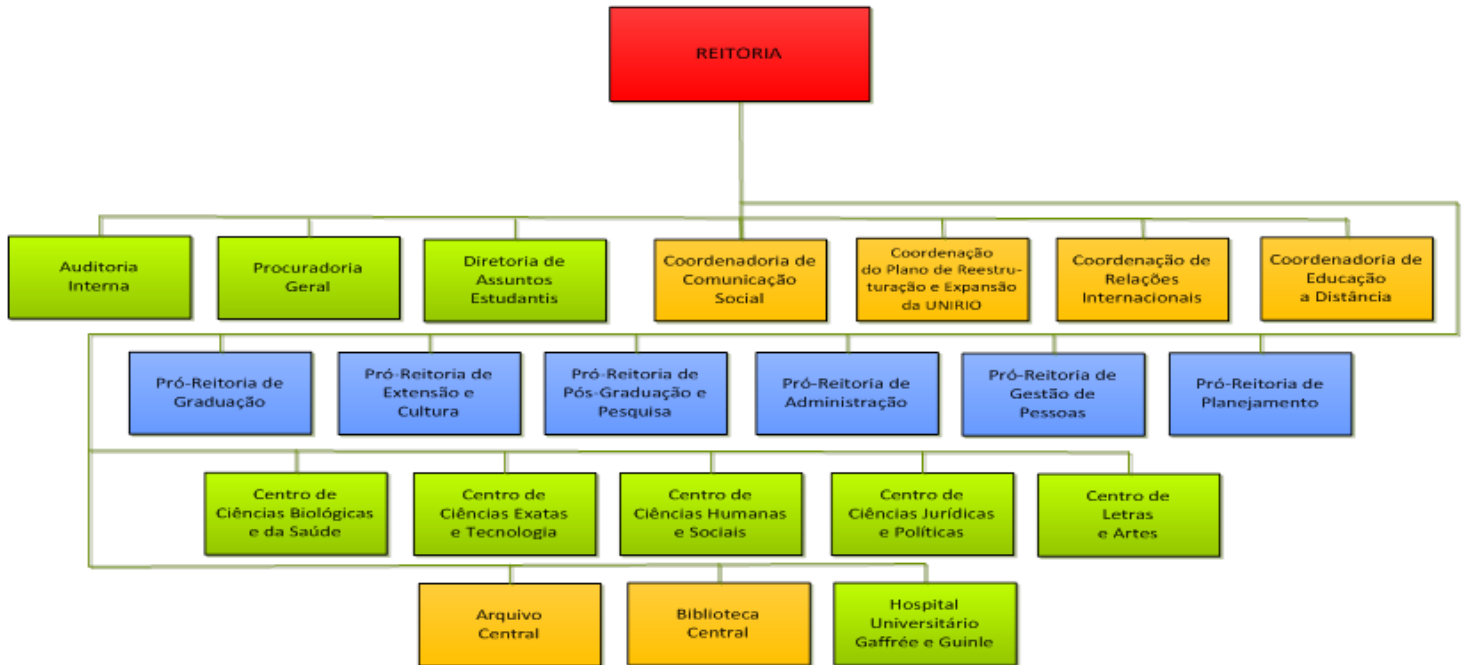 REITORIA
Auditoria
Interna
Procuradoria
Geral
Diretoria de
Assuntos
Estudantis
Coordenadoria de
Comunicação
Social
Coordenação
do Plano de Reestru-
turação e Expansão
da UNIRIO
Coordenação de
Relações
Internacionais
Coordenadoria de
Educação
a Distância
Pró-Reitoria de
Graduação
Pró-Reitoria de
Extensão e
Cultura
Pró-Reitoria de
Pós-Graduação e
Pesquisa
Pró-Reitoria de
Administração
Pró-Reitoria de
Gestão de
Pessoas
Pró-Reitoria de
Planejamento
Centro de
Ciências Biológicas
e da Saúde
Centro de
Ciências Exatas
e Tecnologia
Centro de
Ciências Humanas
e Sociais
Centro de
Ciências Jurídicas
e Políticas
Centro de
Letras
e Artes
Arquivo
Central
Biblioteca
Central
Hospital
Universitário
Gaffrée e Guinle